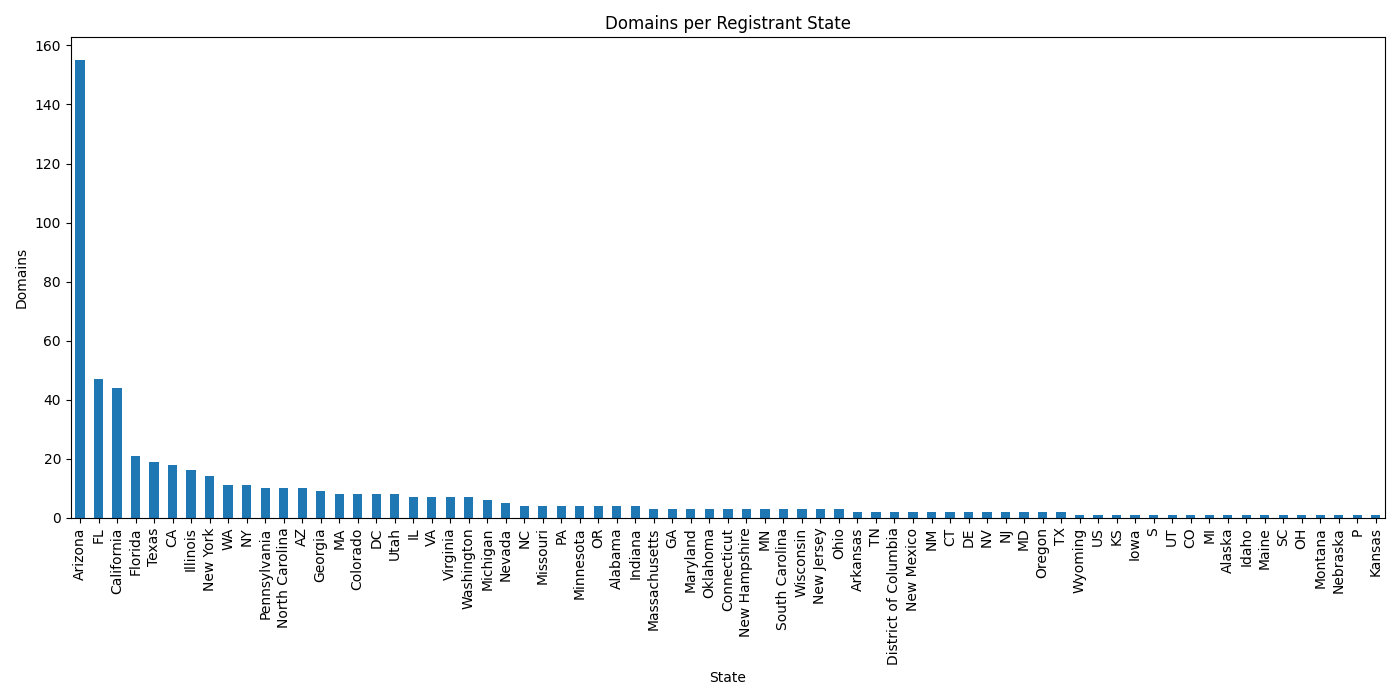 Domains per Registrant State
Domains
160
140
120
100
80
60
40
20
0
Arizona
FL
California
Florida
Texas
CA
Illinois
New York
WA
NY
Pennsylvania
North Carolina
AZ
Georgia
MA
Colorado
DC
Utah
IL
VA
Virginia
Washington
Michigan
Nevada
NC
Missouri
PA
Minnesota
OR
Alabama
Indiana
Massachusetts
GA
Maryland
Oklahoma
Connecticut
New Hampshire
MN
South Carolina
Wisconsin
New Jersey
Ohio
Arkansas
TN
District of Columbia
New Mexico
NM
CT
DE
NV
NJ
MD
Oregon
TX
Wyoming
US
KS
Iowa
S
UT
CO
MI
Alaska
Idaho
Maine
SC
OH
Montana
Nebraska
P
Kansas
State